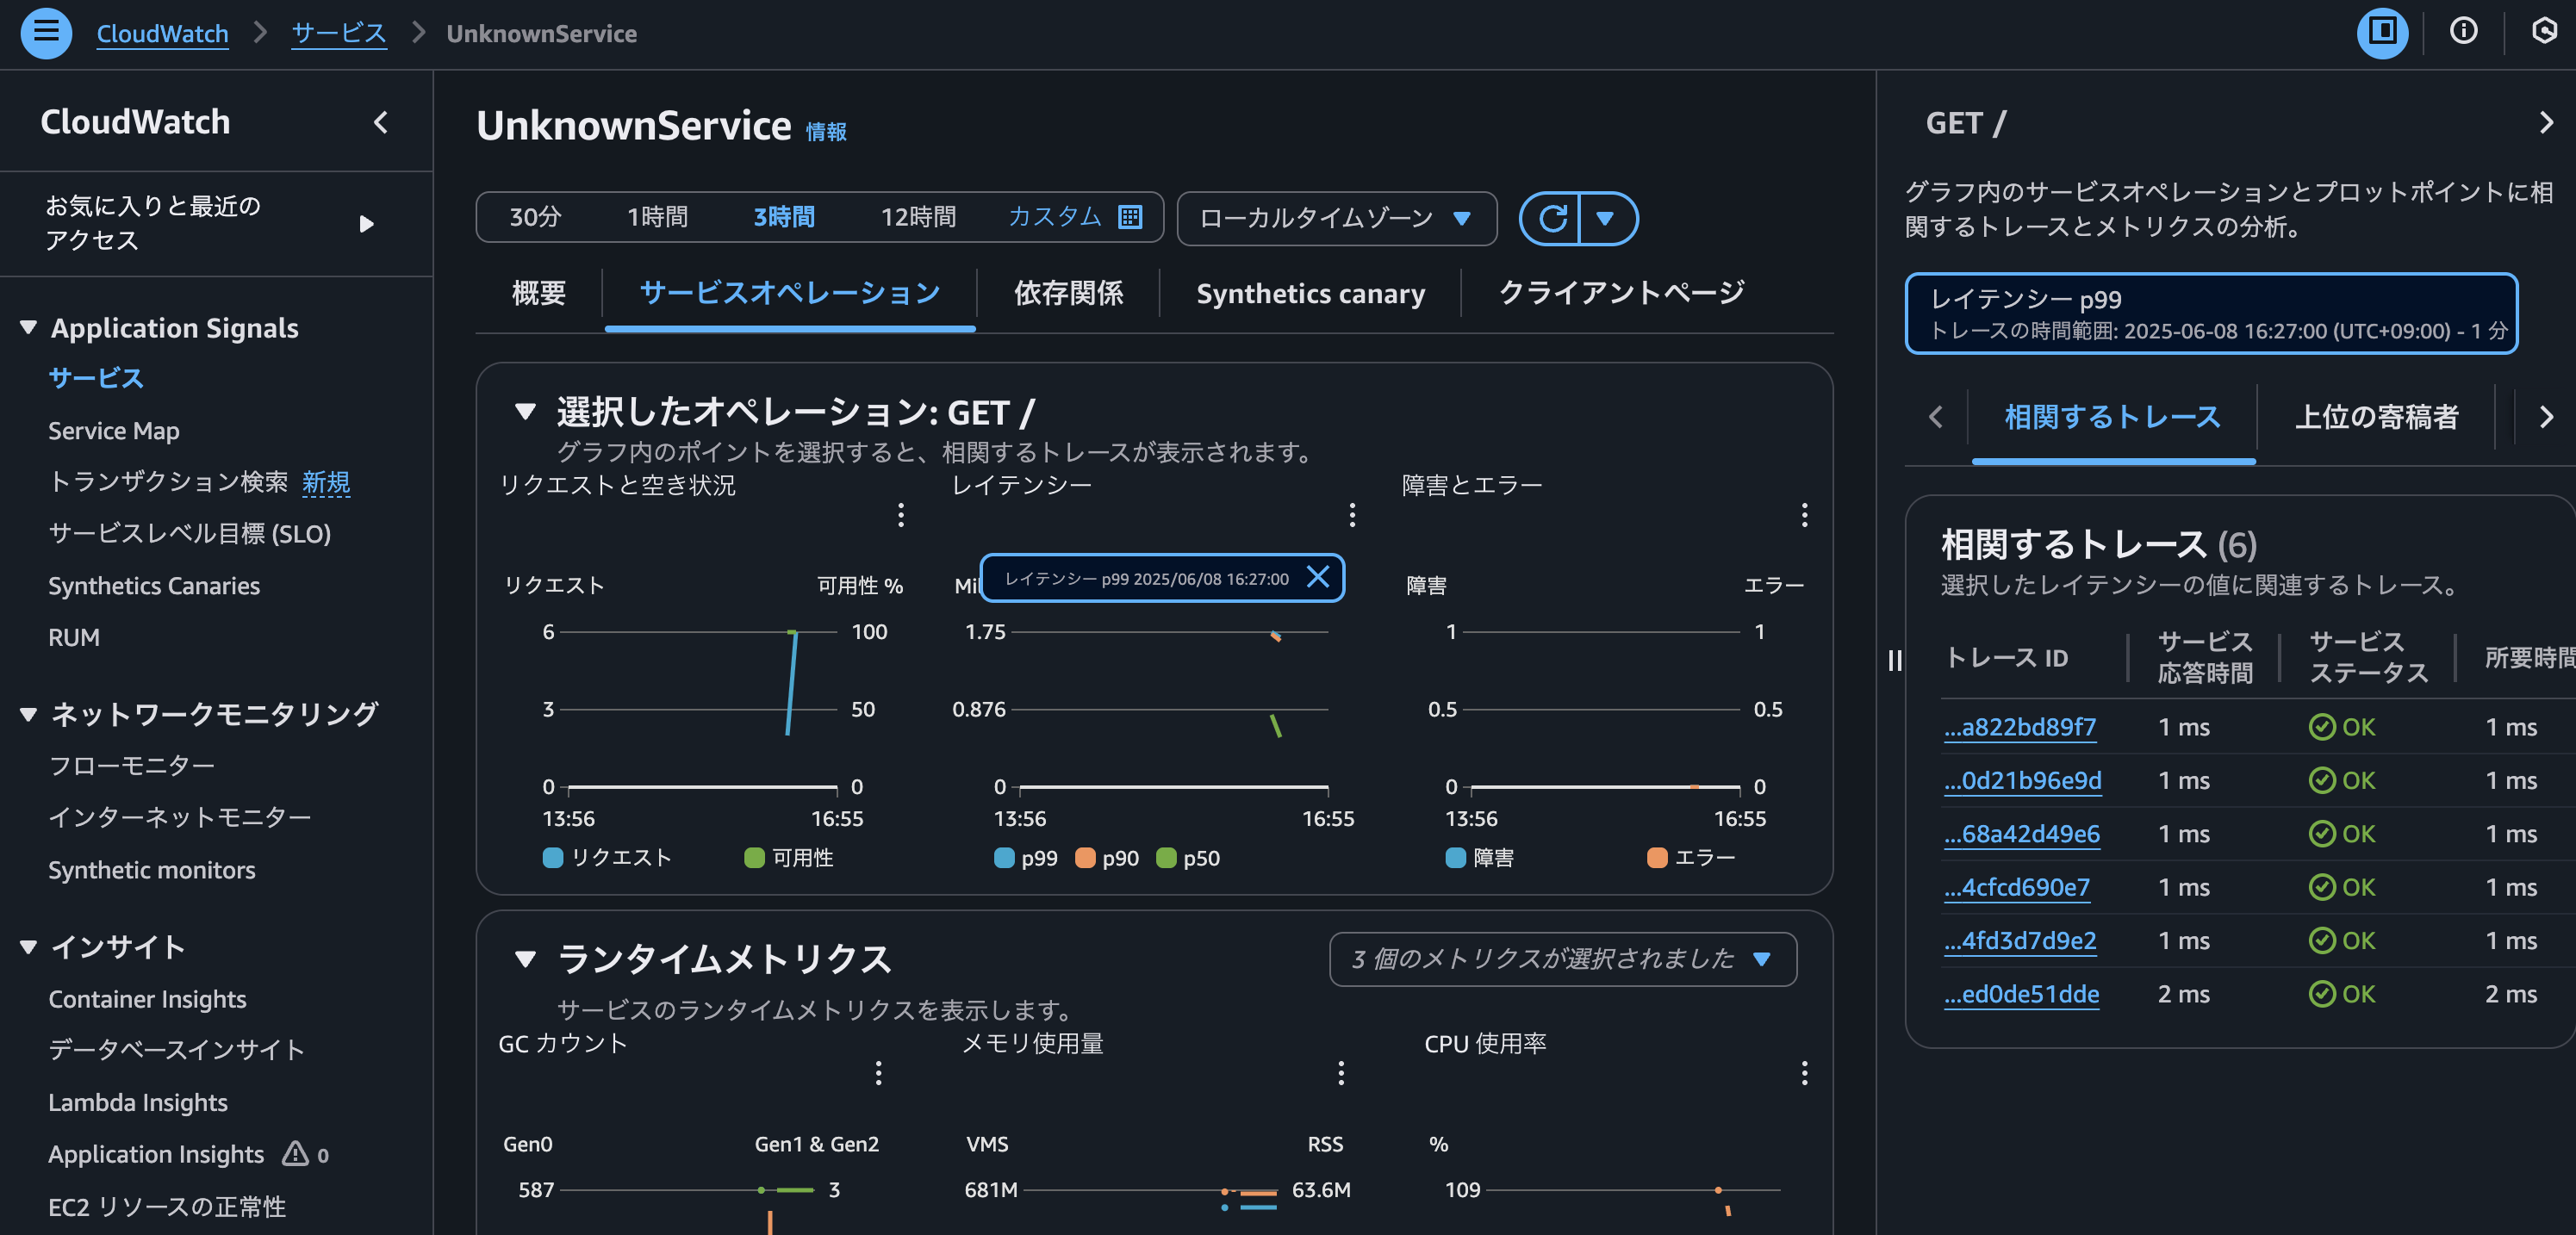 CloudWatch > サービス > UnknownService
CloudWatch
お気に入りと最近の
アクセス
Application Signals
サービス
Service Map
トランザクション検索 新規
サービスレベル目標 (SLO)
Synthetics Canaries
RUM
ネットワークモニタリング
フローモニター
インターネットモニター
Synthetic monitors
インサイト
Container Insights
データベースインサイト
Lambda Insights
Application Insights 0
EC2 リソースの正常性
UnknownService 情報
30分 1時間 3時間 12時間 カスタム ローカルタイムゾーン
概要 サービスオペレーション 依存関係 Synthetics canary クライアントページ
選択したオペレーション: GET /
グラフ内のポイントを選択すると、相関するトレースが表示されます。
リクエストと空き状況
リクエスト 可用性 %
6 100
3 50
0 0
13:56 16:55
リクエスト 可用性
レイテンシー
レイテンシー p99 2025/06/08 16:27:00
1.75
0.876
0
13:56 16:55
p99 p90 p50
障害とエラー
障害 エラー
1 1
0.5 0.5
0 0
13:56 16:55
障害 エラー
ランタイムメトリクス
3 個のメトリクスが選択されました
サービスのランタイムメトリクスを表示します。
GC カウント
Gen0 Gen1 & Gen2
587 3
メモリ使用量
VMS RSS
681M 63.6M
CPU 使用率
%
109
GET /
グラフ内のサービスオペレーションとプロットポイントに相
関するトレースとメトリクスの分析。
レイテンシー p99
トレースの時間範囲: 2025-06-08 16:27:00 (UTC+09:00) - 1 分
相関するトレース 上位の寄稿者
相関するトレース (6)
選択したレイテンシーの値に関連するトレース。
トレース ID サービス応答時間 サービスステータス 所要時間
...a822bd89f7 1 ms OK 1 ms
...0d21b96e9d 1 ms OK 1 ms
...68a42d49e6 1 ms OK 1 ms
...4cfcd690e7 1 ms OK 1 ms
...4fd3d7d9e2 1 ms OK 1 ms
...ed0de51dde 2 ms OK 2 ms